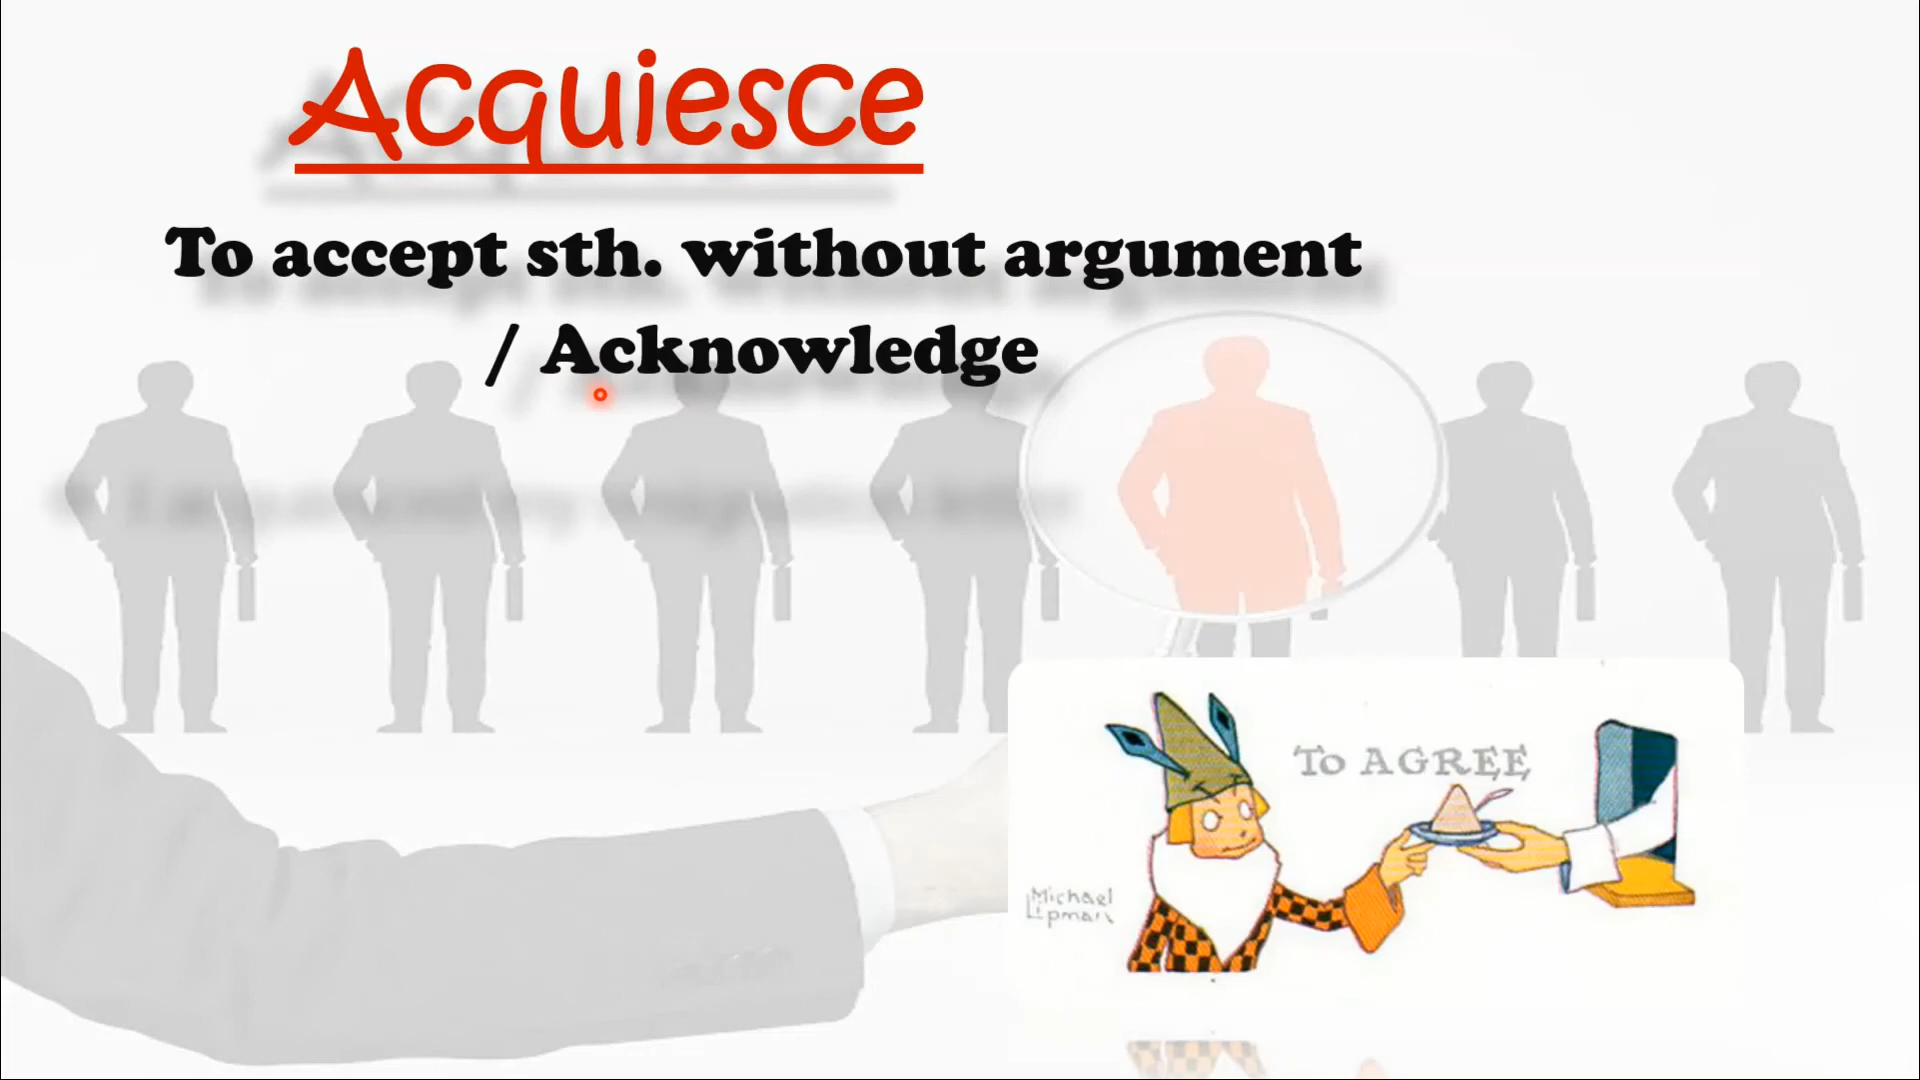 Acquiesce
To accept sth. without argument
/ Acknowledge
TO AGREE
Michael
Lipman